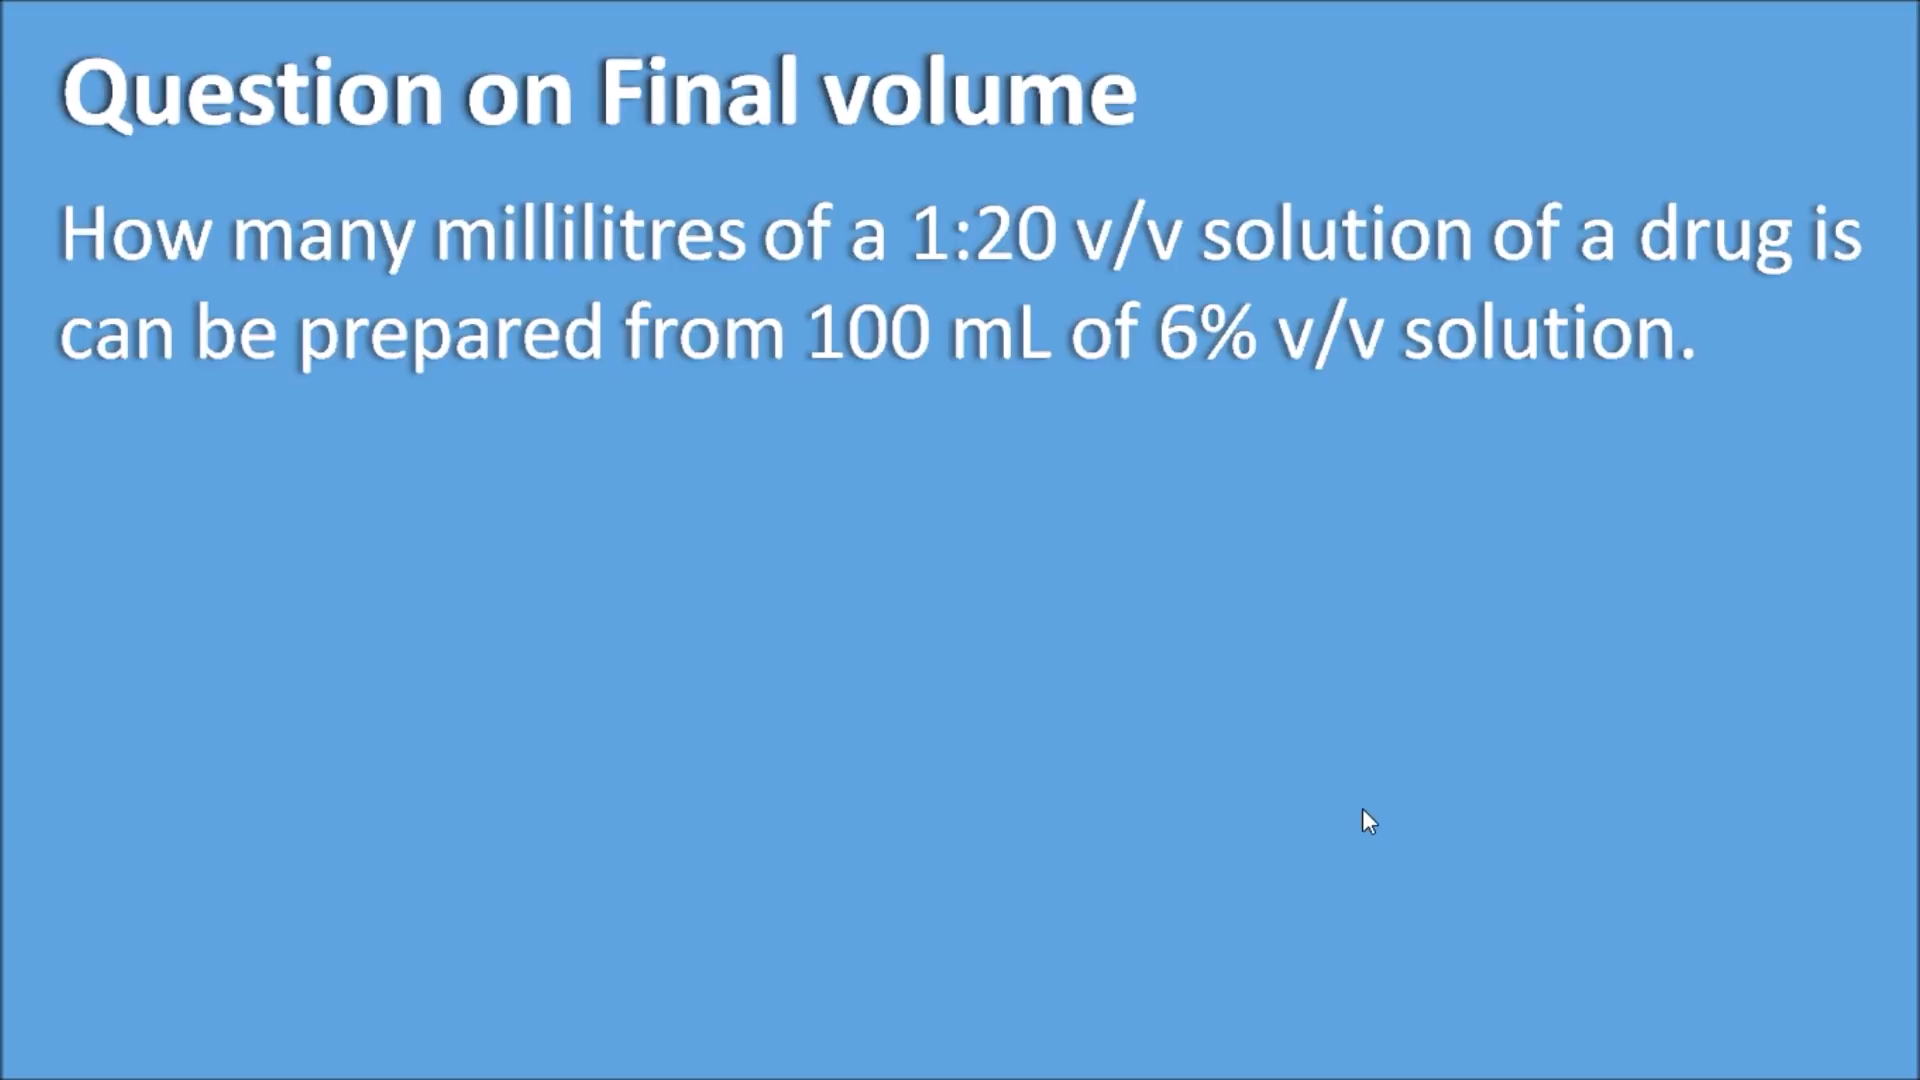 Question on Final volume
How many millilitres of a 1:20 v/v solution of a drug is
can be prepared from 100 mL of 6% v/v solution.